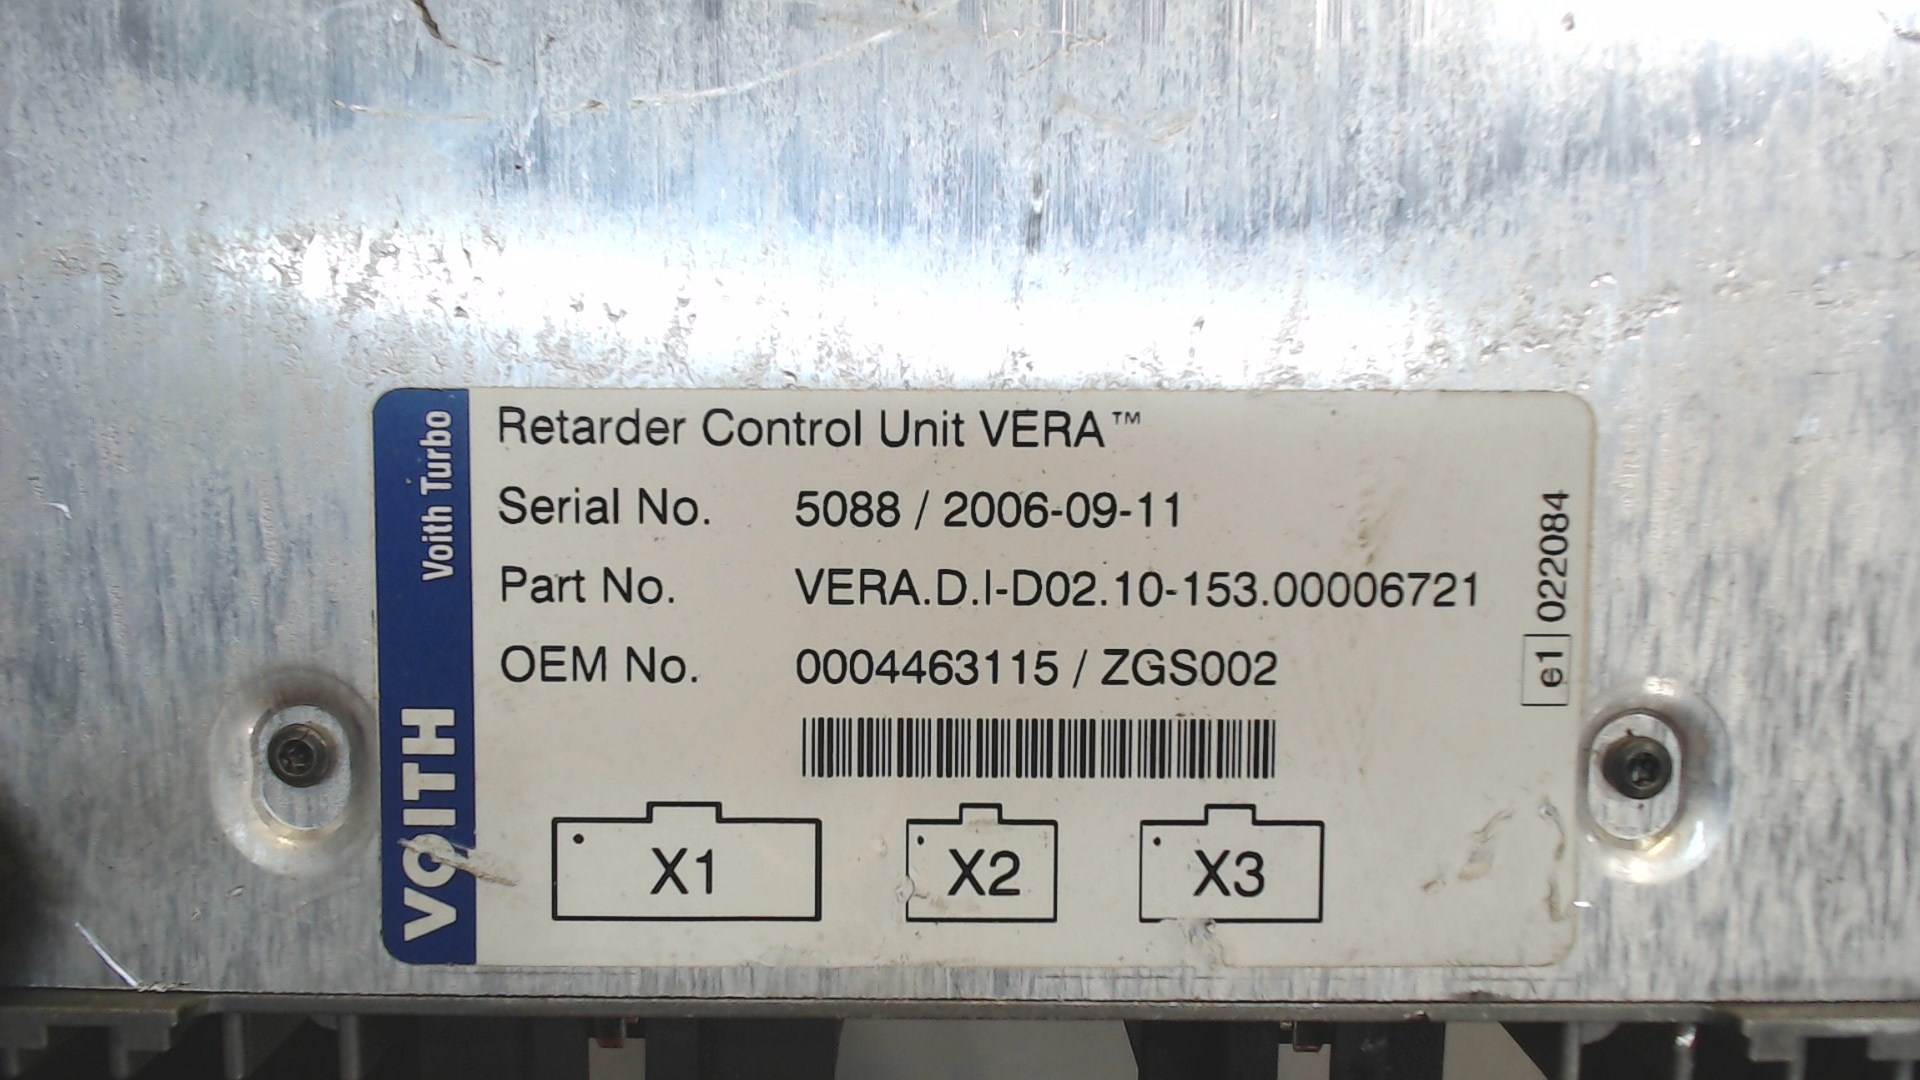 Retarder Control Unit VERA™
Serial No. 5088 / 2006-09-11
Part No. VERA.D.I-D02.10-153.00006721
OEM No. 0004463115 / ZGS002
X1 X2 X3
VOITH Voith Turbo
e1 022084